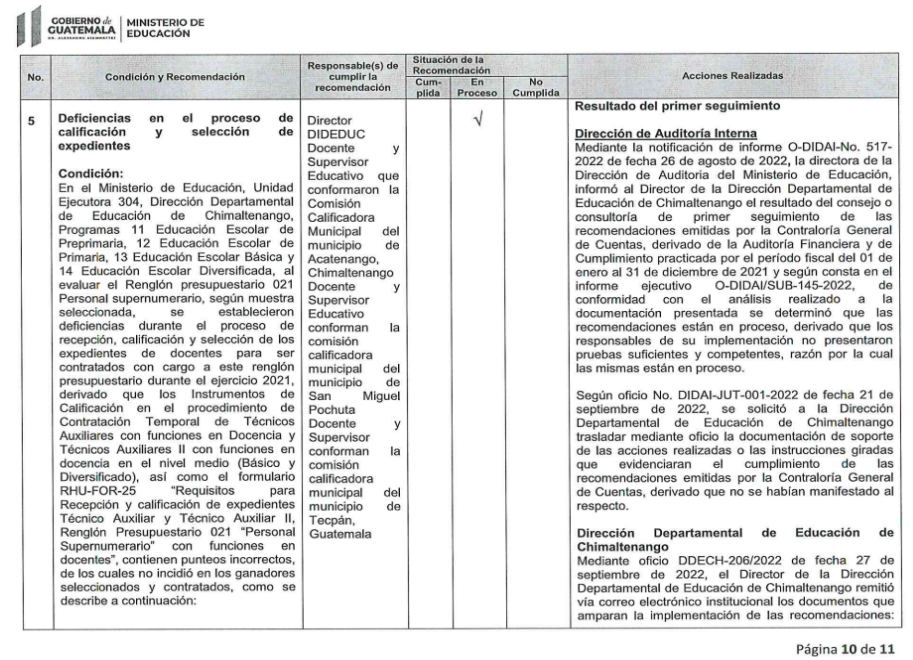 GOBIERNO de
GUATEMALA
DR. ALEJANDRO GIAMMATTEI
MINISTERIO DE
EDUCACIÓN
No.
Condición y Recomendación
Responsable(s) de
cumplir la
recomendación
Situación de la
Recomendación
Cum-
plida
En
Proceso
No
Cumplida
Acciones Realizadas
5
Deficiencias en el proceso de
calificación y selección de
expedientes
Condición:
En el Ministerio de Educación, Unidad
Ejecutora 304, Dirección Departamental
de Educación de Chimaltenango,
Programas 11 Educación Escolar de
Preprimaria, 12 Educación Escolar de
Primaria, 13 Educación Escolar Básica y
14 Educación Escolar Diversificada, al
evaluar el Renglón presupuestario 021
Personal supernumerario, según muestra
seleccionada, se establecieron
deficiencias durante el proceso de
recepción, calificación y selección de los
expedientes de docentes para ser
contratados con cargo a este renglón
presupuestario durante el ejercicio 2021,
derivado que los Instrumentos de
Calificación en el procedimiento de
Contratación Temporal de Técnicos
Auxiliares con funciones en Docencia y
Técnicos Auxiliares II con funciones en
docencia en el nivel medio (Básico y
Diversificado), así como el formulario
RHU-FOR-25 "Requisitos para
Recepción y calificación de expedientes
Técnico Auxiliar y Técnico Auxiliar II,
Renglón Presupuestario 021 "Personal
Supernumerario" con funciones en
docentes", contienen punteos incorrectos,
de los cuales no incidió en los ganadores
seleccionados y contratados, como se
describe a continuación:
Director
DIDEDUC
Docente y
Supervisor
Educativo que
conformaron la
Comisión
Calificadora
Municipal del
municipio de
Acatenango,
Chimaltenango
Docente y
Supervisor
Educativo
conforman la
comisión
calificadora
municipal del
municipio de
San Miguel
Pochuta
Docente y
Supervisor
conforman la
comisión
calificadora
municipal del
municipio de
Tecpán,
Guatemala
√
Resultado del primer seguimiento
Dirección de Auditoría Interna
Mediante la notificación de informe O-DIDAI-No. 517-
2022 de fecha 26 de agosto de 2022, la directora de la
Dirección de Auditoria del Ministerio de Educación,
informó al Director de la Dirección Departamental de
Educación de Chimaltenango el resultado del consejo o
consultoría de primer seguimiento de las
recomendaciones emitidas por la Contraloría General
de Cuentas, derivado de la Auditoría Financiera y de
Cumplimiento practicada por el período fiscal del 01 de
enero al 31 de diciembre de 2021 y según consta en el
informe ejecutivo O-DIDAI/SUB-145-2022, de
conformidad con el análisis realizado a la
documentación presentada se determinó que las
recomendaciones están en proceso, derivado que los
responsables de su implementación no presentaron
pruebas suficientes y competentes, razón por la cual
las mismas están en proceso.
Según oficio No. DIDAI-JUT-001-2022 de fecha 21 de
septiembre de 2022, se solicitó a la Dirección
Departamental de Educación de Chimaltenango
trasladar mediante oficio la documentación de soporte
de las acciones realizadas o las instrucciones giradas
que evidenciaran el cumplimiento de las
recomendaciones emitidas por la Contraloría General
de Cuentas, derivado que no se habían manifestado al
respecto.
Dirección Departamental de Educación de
Chimaltenango
Mediante oficio DDECH-206/2022 de fecha 27 de
septiembre de 2022, el Director de la Dirección
Departamental de Educación de Chimaltenango remitió
vía correo electrónico institucional los documentos que
amparan la implementación de las recomendaciones:
Página 10 de 11